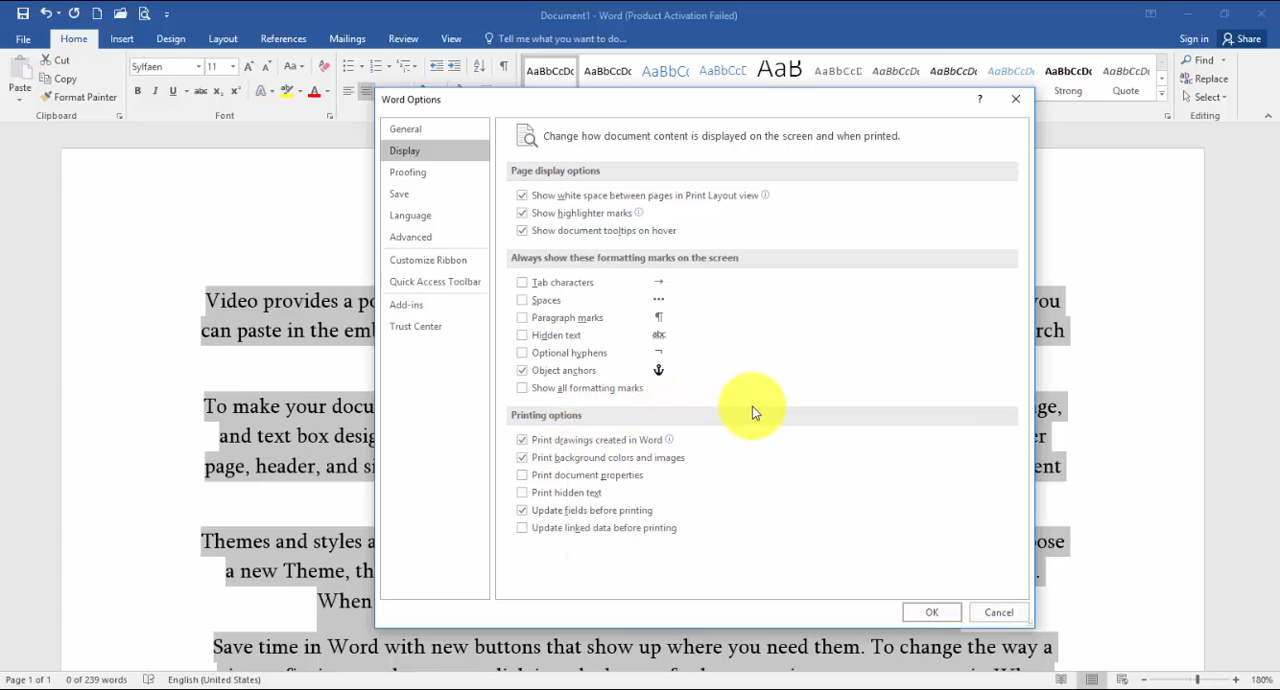 Document1 - Word (Product Activation Failed)
File Home Insert Design Layout References Mailings Review View Tell me what you want to do... Sign in Share
Paste Cut Copy Format Painter Clipboard
Sylfaen 11 Font
AaBbCcDc AaBbCcDc AaBbCc AaBbCcC AaB AaBbCcD AaBbCcDc AaBbCcDc AaBbCcDc AaBbCcDc AaBbCcDc
Strong Quote
Find Replace Select Editing
Word Options
General
Display
Proofing
Save
Language
Advanced
Customize Ribbon
Quick Access Toolbar
Add-ins
Trust Center
Change how document content is displayed on the screen and when printed.
Page display options
Show white space between pages in Print Layout view
Show highlighter marks
Show document tooltips on hover
Always show these formatting marks on the screen
Tab characters →
Spaces ···
Paragraph marks ¶
Hidden text abc
Optional hyphens ¬
Object anchors
Show all formatting marks
Printing options
Print drawings created in Word
Print background colors and images
Print document properties
Print hidden text
Update fields before printing
Update linked data before printing
OK Cancel
Video provides a po you
can paste in the emb rch
To make your docu ge,
and text box desig er
page, header, and si ent
Themes and styles a ose
a new Theme, th .
When
Save time in Word with new buttons that show up where you need them. To change the way a
Page 1 of 1 0 of 239 words English (United States) 180%